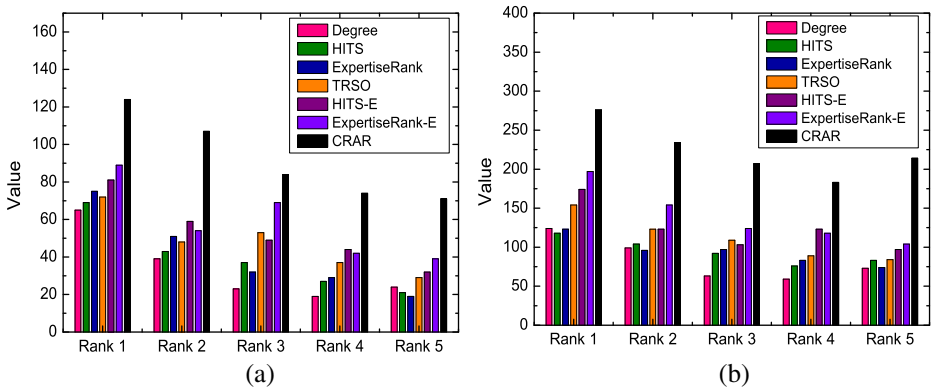 160
140
120
100
80
60
40
20
0
Value
Degree
HITS
ExpertiseRank
TRSO
HITS-E
ExpertiseRank-E
CRAR
Rank 1 Rank 2 Rank 3 Rank 4 Rank 5
(a)
400
350
300
250
200
150
100
50
0
Value
Degree
HITS
ExpertiseRank
TRSO
HITS-E
ExpertiseRank-E
CRAR
Rank 1 Rank 2 Rank 3 Rank 4 Rank 5
(b)